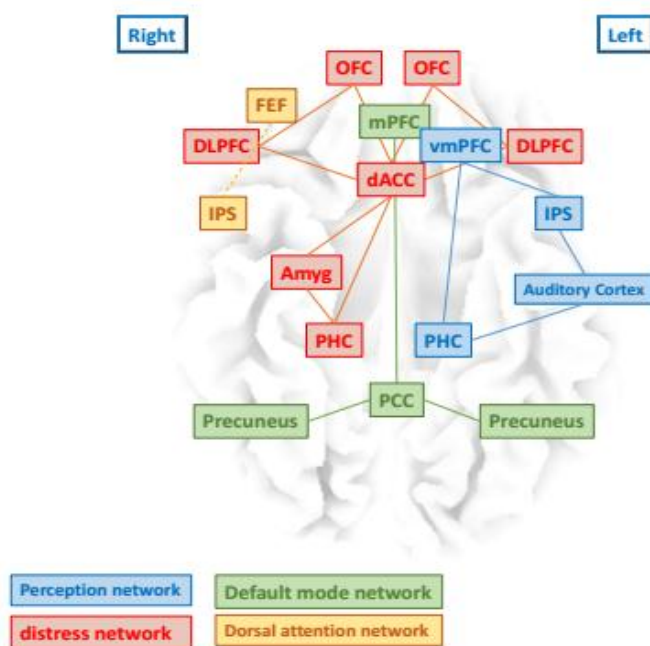 Right
Left
OFC
OFC
FEF
mPFC
DLPFC
vmPFC
DLPFC
dACC
IPS
IPS
Amyg
Auditory Cortex
PHC
PHC
PCC
Precuneus
Precuneus
Perception network
Default mode network
distress network
Dorsal attention network